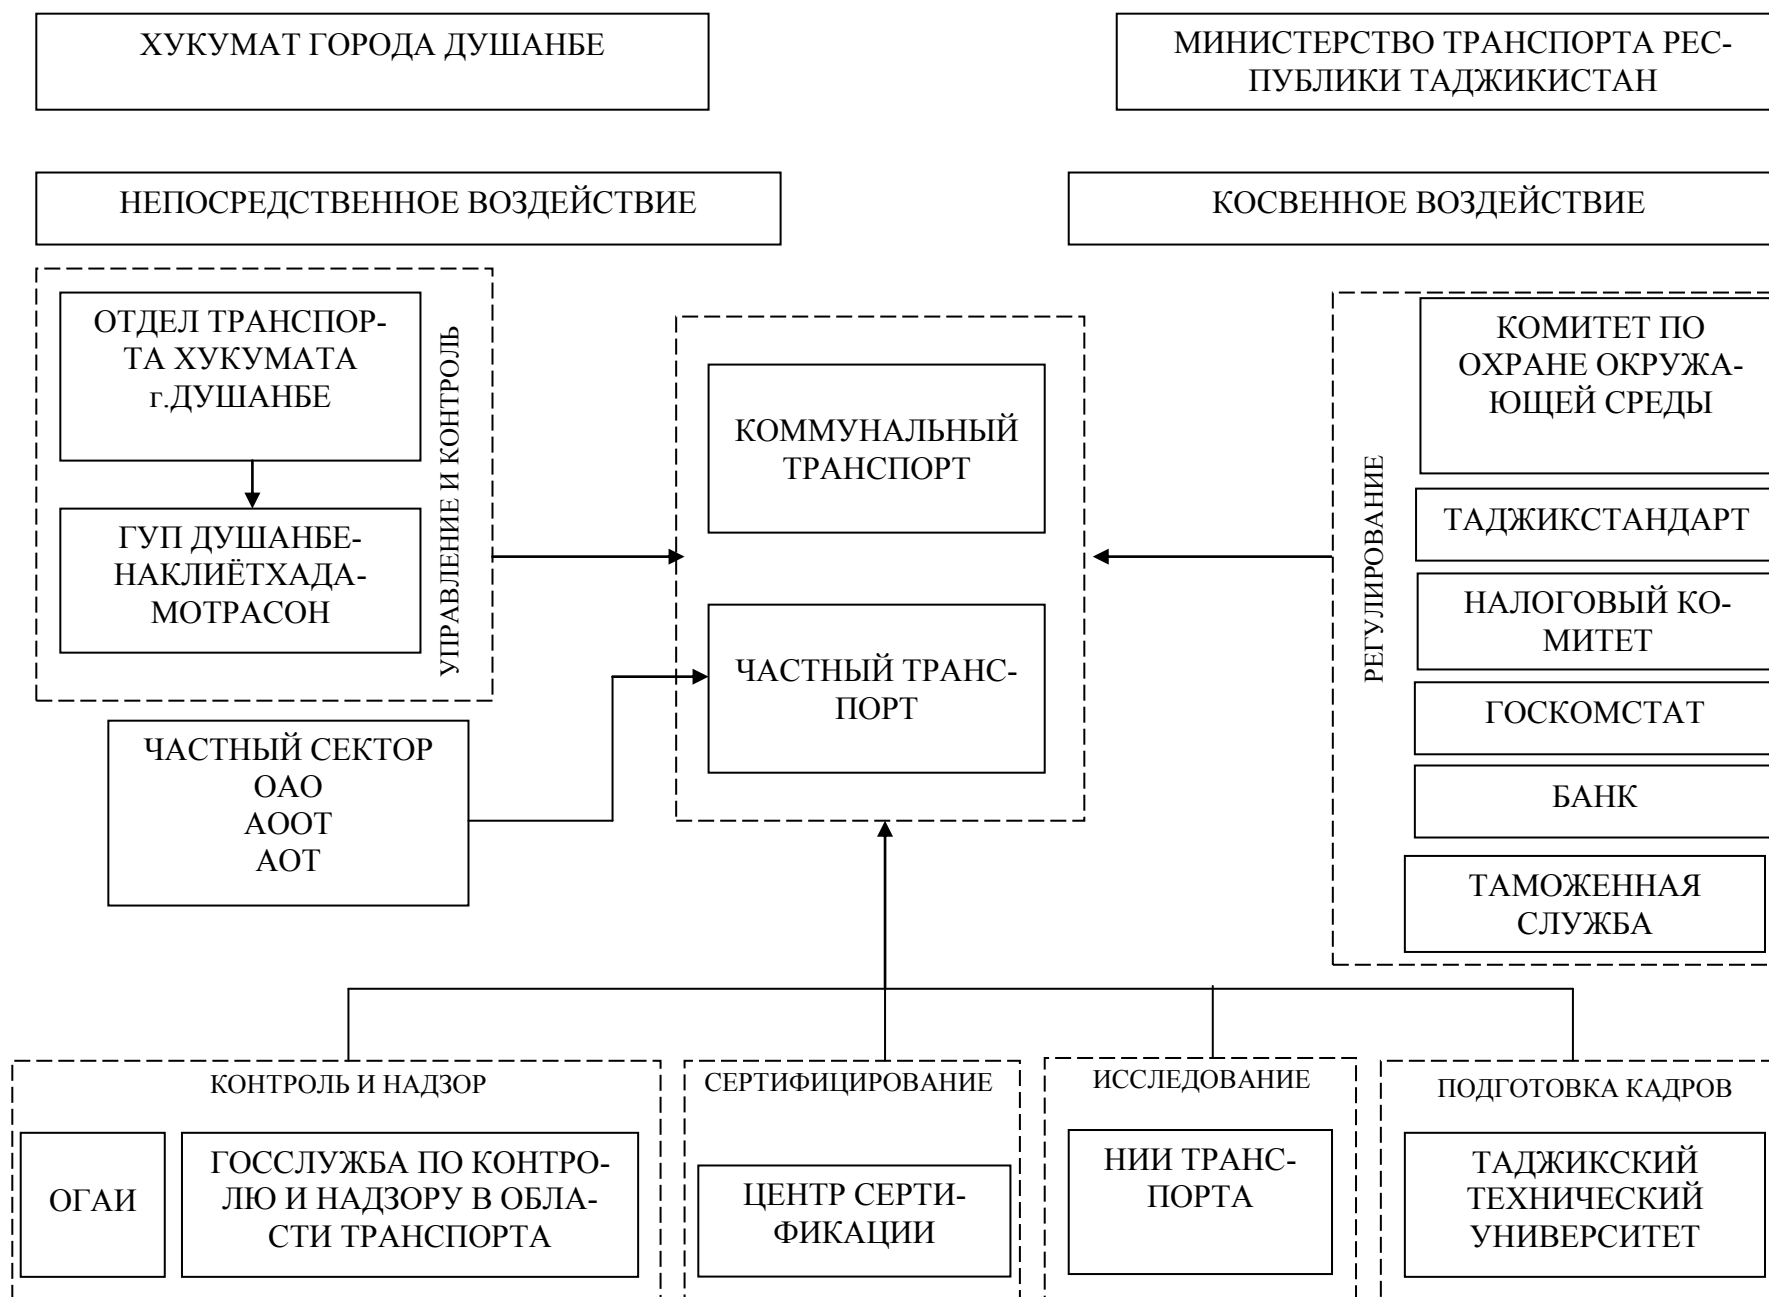 ХУКУМАТ ГОРОДА ДУШАНБЕ
МИНИСТЕРСТВО ТРАНСПОРТА РЕС-
ПУБЛИКИ ТАДЖИКИСТАН
НЕПОСРЕДСТВЕННОЕ ВОЗДЕЙСТВИЕ
КОСВЕННОЕ ВОЗДЕЙСТВИЕ
ОТДЕЛ ТРАНСПОР-
ТА ХУКУМАТА
г.ДУШАНБЕ
ГУП ДУШАНБЕ-
НАКЛИЁТХАДА-
МОТРАСОН
УПРАВЛЕНИЕ И КОНТРОЛЬ
ЧАСТНЫЙ СЕКТОР
ОАО
АООТ
АОТ
КОММУНАЛЬНЫЙ
ТРАНСПОРТ
ЧАСТНЫЙ ТРАНС-
ПОРТ
РЕГУЛИРОВАНИЕ
КОМИТЕТ ПО
ОХРАНЕ ОКРУЖА-
ЮЩЕЙ СРЕДЫ
ТАДЖИКСТАНДАРТ
НАЛОГОВЫЙ КО-
МИТЕТ
ГОСКОМСТАТ
БАНК
ТАМОЖЕННАЯ
СЛУЖБА
КОНТРОЛЬ И НАДЗОР
ОГАИ
ГОССЛУЖБА ПО КОНТРО-
ЛЮ И НАДЗОРУ В ОБЛА-
СТИ ТРАНСПОРТА
СЕРТИФИЦИРОВАНИЕ
ЦЕНТР СЕРТИ-
ФИКАЦИИ
ИССЛЕДОВАНИЕ
НИИ ТРАНС-
ПОРТА
ПОДГОТОВКА КАДРОВ
ТАДЖИКСКИЙ
ТЕХНИЧЕСКИЙ
УНИВЕРСИТЕТ